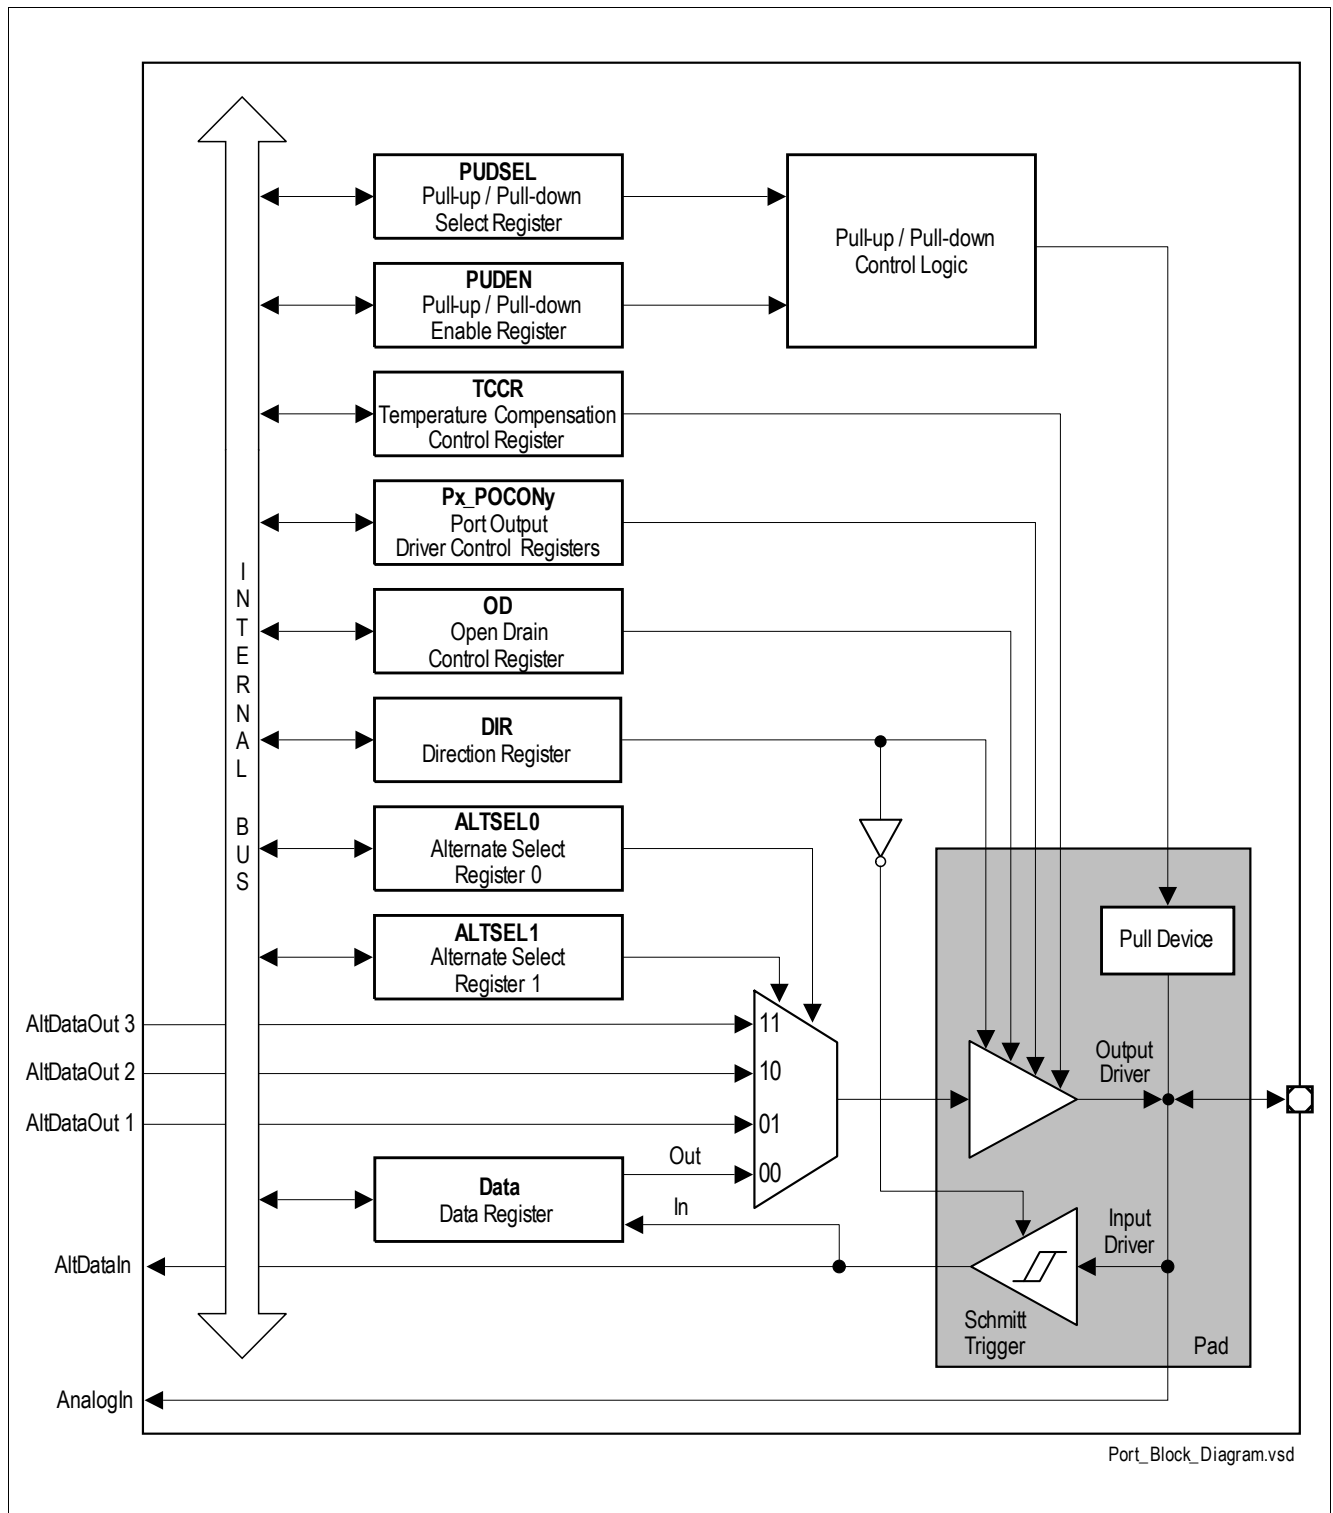 PUDSEL
Pull-up / Pull-down
Select Register
PUDEN
Pull-up / Pull-down
Enable Register
Pull-up / Pull-down
Control Logic
TCCR
Temperature Compensation
Control Register
Px_POCONy
Port Output
Driver Control Registers
OD
Open Drain
Control Register
DIR
Direction Register
ALTSEL0
Alternate Select
Register 0
ALTSEL1
Alternate Select
Register 1
INTERNAL BUS
Pull Device
AltDataOut 3
11
AltDataOut 2
10
AltDataOut 1
01
00
Output
Driver
Out
In
Data
Data Register
Input
Driver
AltDataIn
Schmitt
Trigger
Pad
AnalogIn
Port_Block_Diagram.vsd